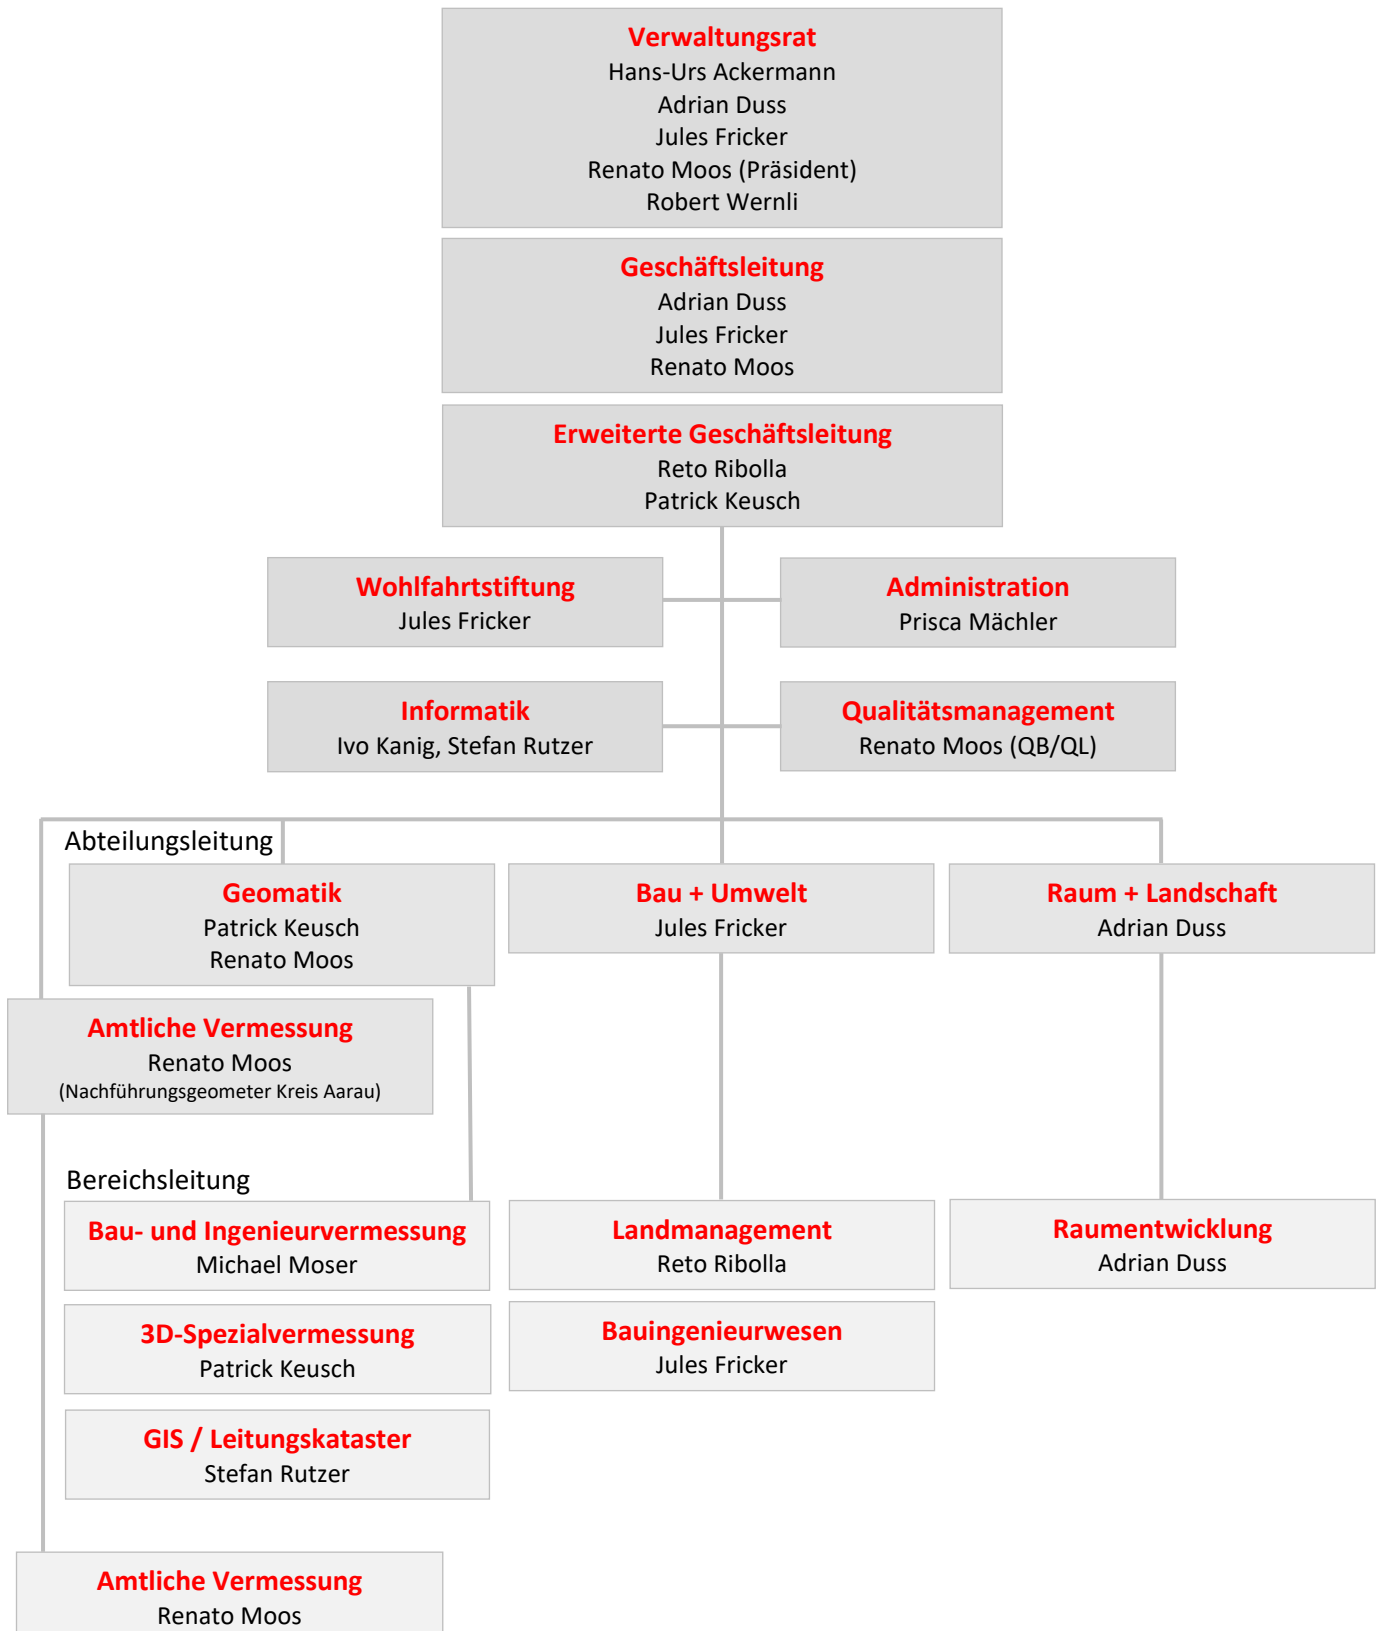 Verwaltungsrat
Hans-Urs Ackermann
Adrian Duss
Jules Fricker
Renato Moos (Präsident)
Robert Wernli
Geschäftsleitung
Adrian Duss
Jules Fricker
Renato Moos
Erweiterte Geschäftsleitung
Reto Ribolla
Patrick Keusch
Wohlfahrtstiftung
Jules Fricker
Administration
Prisca Mächler
Informatik
Ivo Kanig, Stefan Rutzer
Qualitätsmanagement
Renato Moos (QB/QL)
Abteilungsleitung
Geomatik
Patrick Keusch
Renato Moos
Bau + Umwelt
Jules Fricker
Raum + Landschaft
Adrian Duss
Amtliche Vermessung
Renato Moos
(Nachführungsgeometer Kreis Aarau)
Bereichsleitung
Bau- und Ingenieurvermessung
Michael Moser
Landmanagement
Reto Ribolla
Raumentwicklung
Adrian Duss
3D-Spezialvermessung
Patrick Keusch
Bauingenieurwesen
Jules Fricker
GIS / Leitungskataster
Stefan Rutzer
Amtliche Vermessung
Renato Moos